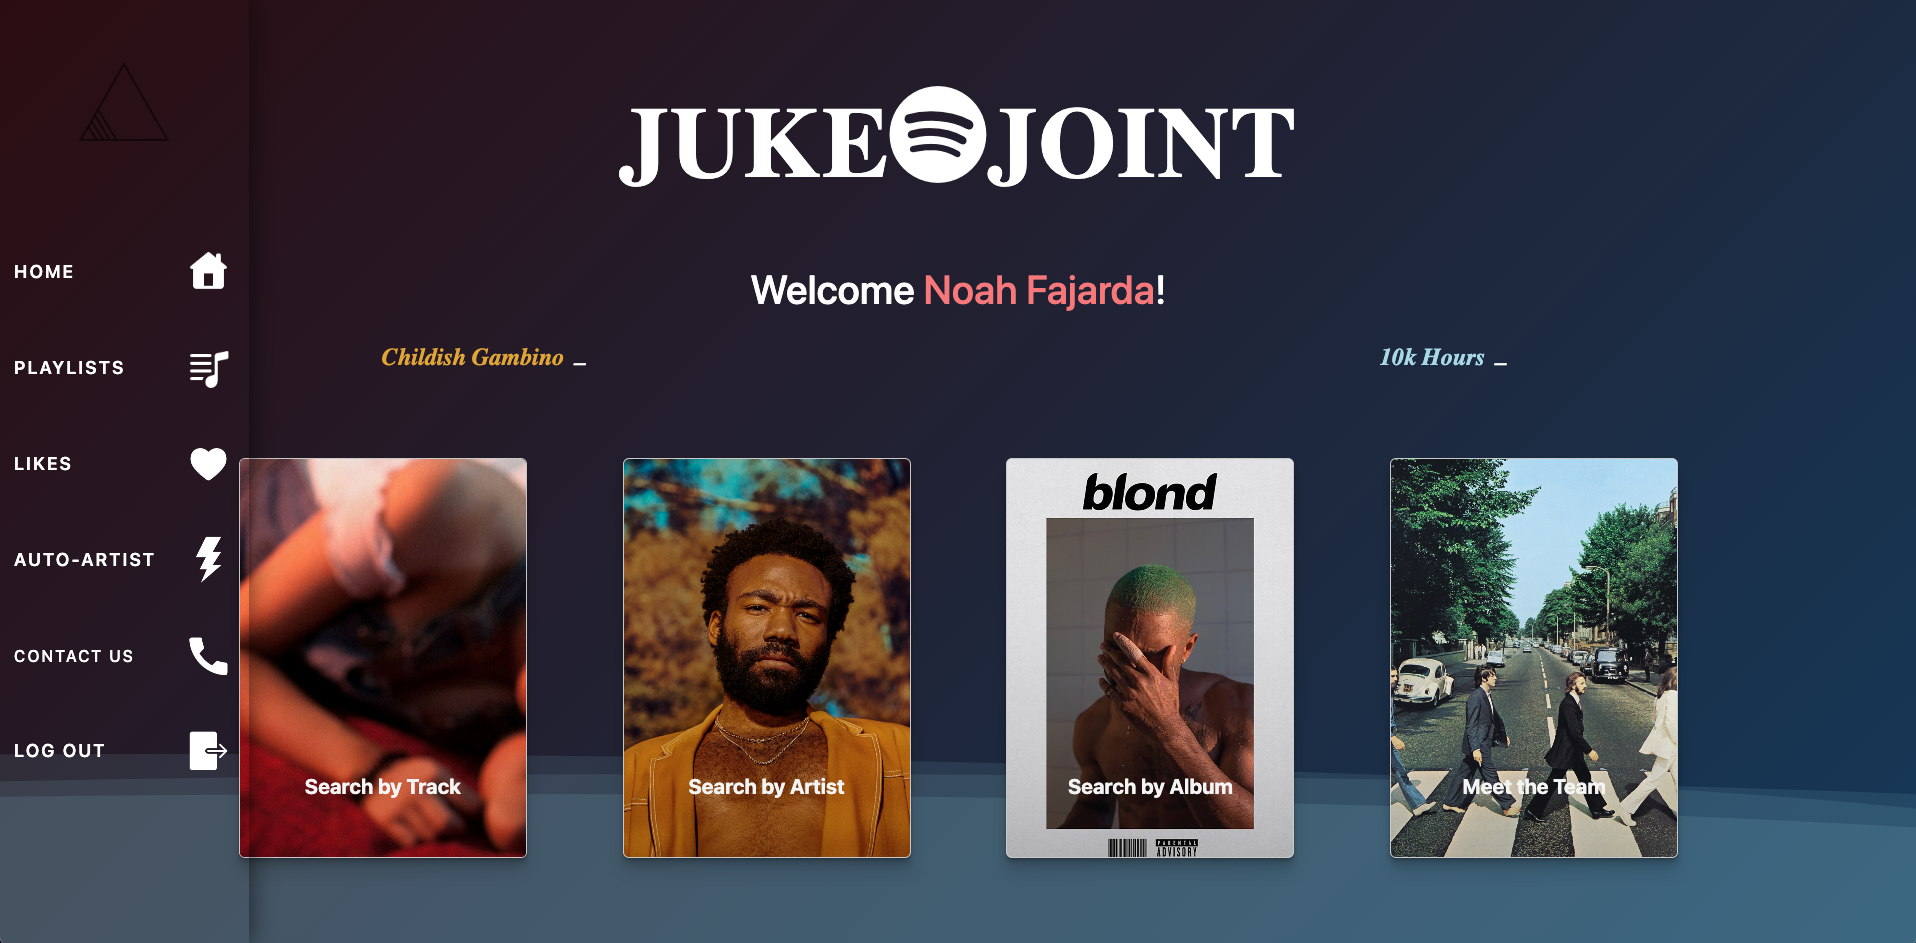 JUKE JOINT
Welcome Noah Fajarda!
Childish Gambino _
10k Hours _
HOME
PLAYLISTS
LIKES
AUTO-ARTIST
CONTACT US
LOG OUT
Search by Track
Search by Artist
blond
Search by Album
PARENTAL
ADVISORY
Meet the Team